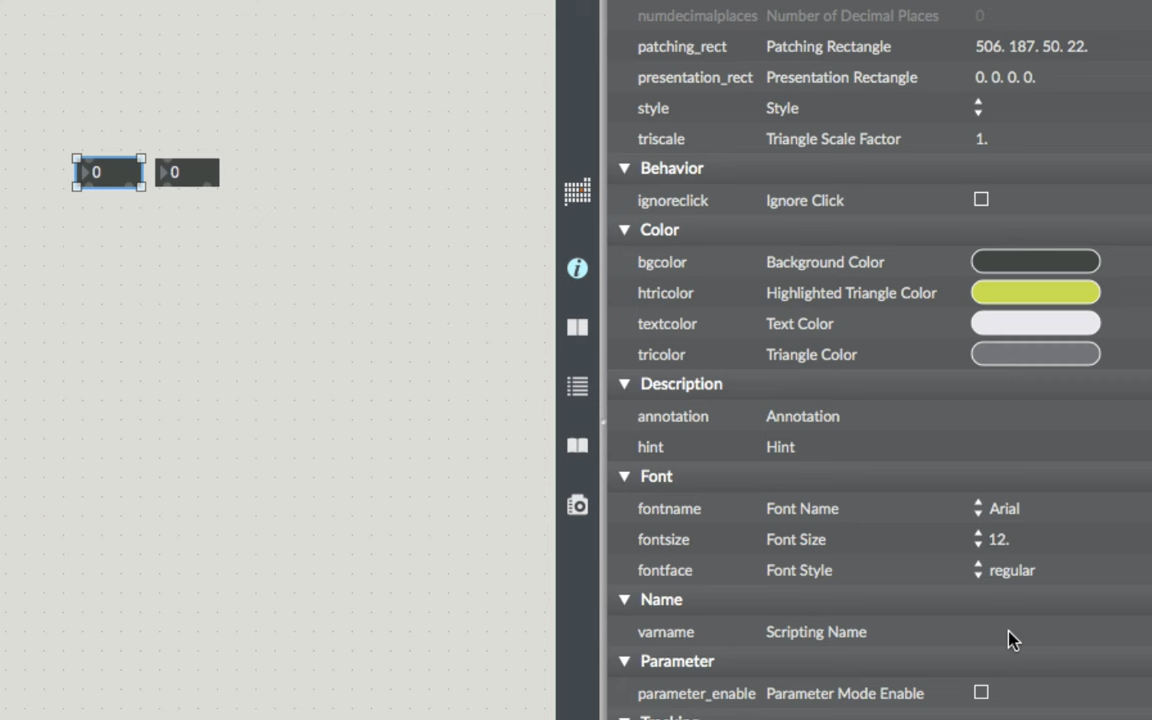 numdecimalplaces Number of Decimal Places 0
patching_rect Patching Rectangle 506. 187. 50. 22.
presentation_rect Presentation Rectangle 0. 0. 0. 0.
style Style
triscale Triangle Scale Factor 1.
0 0
Behavior
ignoreclick Ignore Click
Color
bgcolor Background Color
i
htricolor Highlighted Triangle Color
textcolor Text Color
tricolor Triangle Color
Description
annotation Annotation
hint Hint
Font
fontname Font Name Arial
fontsize Font Size 12.
fontface Font Style regular
Name
varname Scripting Name
Parameter
parameter_enable Parameter Mode Enable